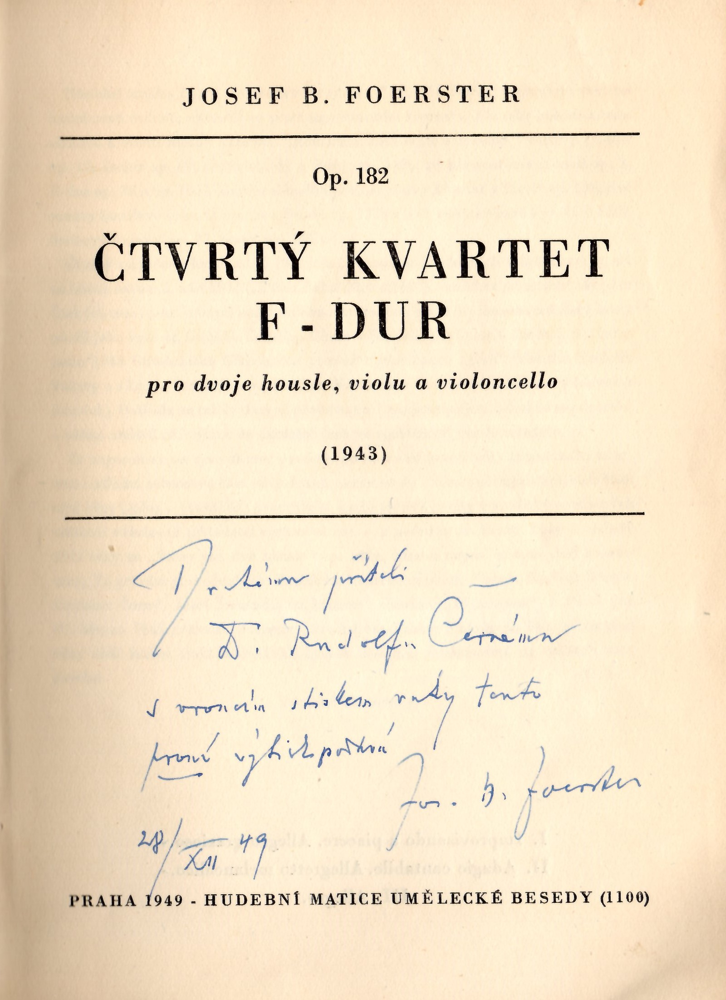 JOSEF B. FOERSTER
Op. 182
ČTVRTÝ KVARTET
F - DUR
pro dvoje housle, violu a violoncello
(1943)
Drahému příteli
D. Rudolfu Černému
s vroucím stiskem ruky tento
první výtisk podává
Jos. B. Foerster
28/XII 49
PRAHA 1949 - HUDEBNÍ MATICE UMĚLECKÉ BESEDY (1100)